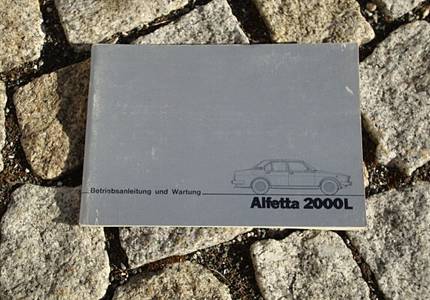 Betriebsanleitung und Wartung
Alfetta 2000L